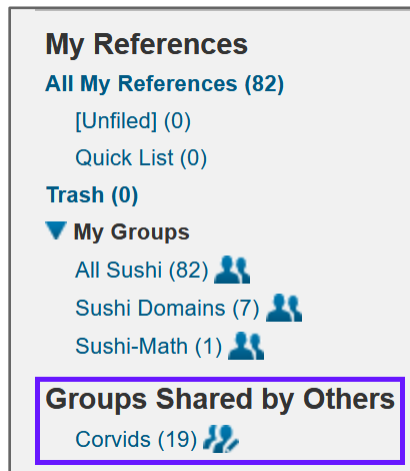 My References
All My References (82)
[Unfiled] (0)
Quick List (0)
Trash (0)
My Groups
All Sushi (82)
Sushi Domains (7)
Sushi-Math (1)
Groups Shared by Others
Corvids (19)